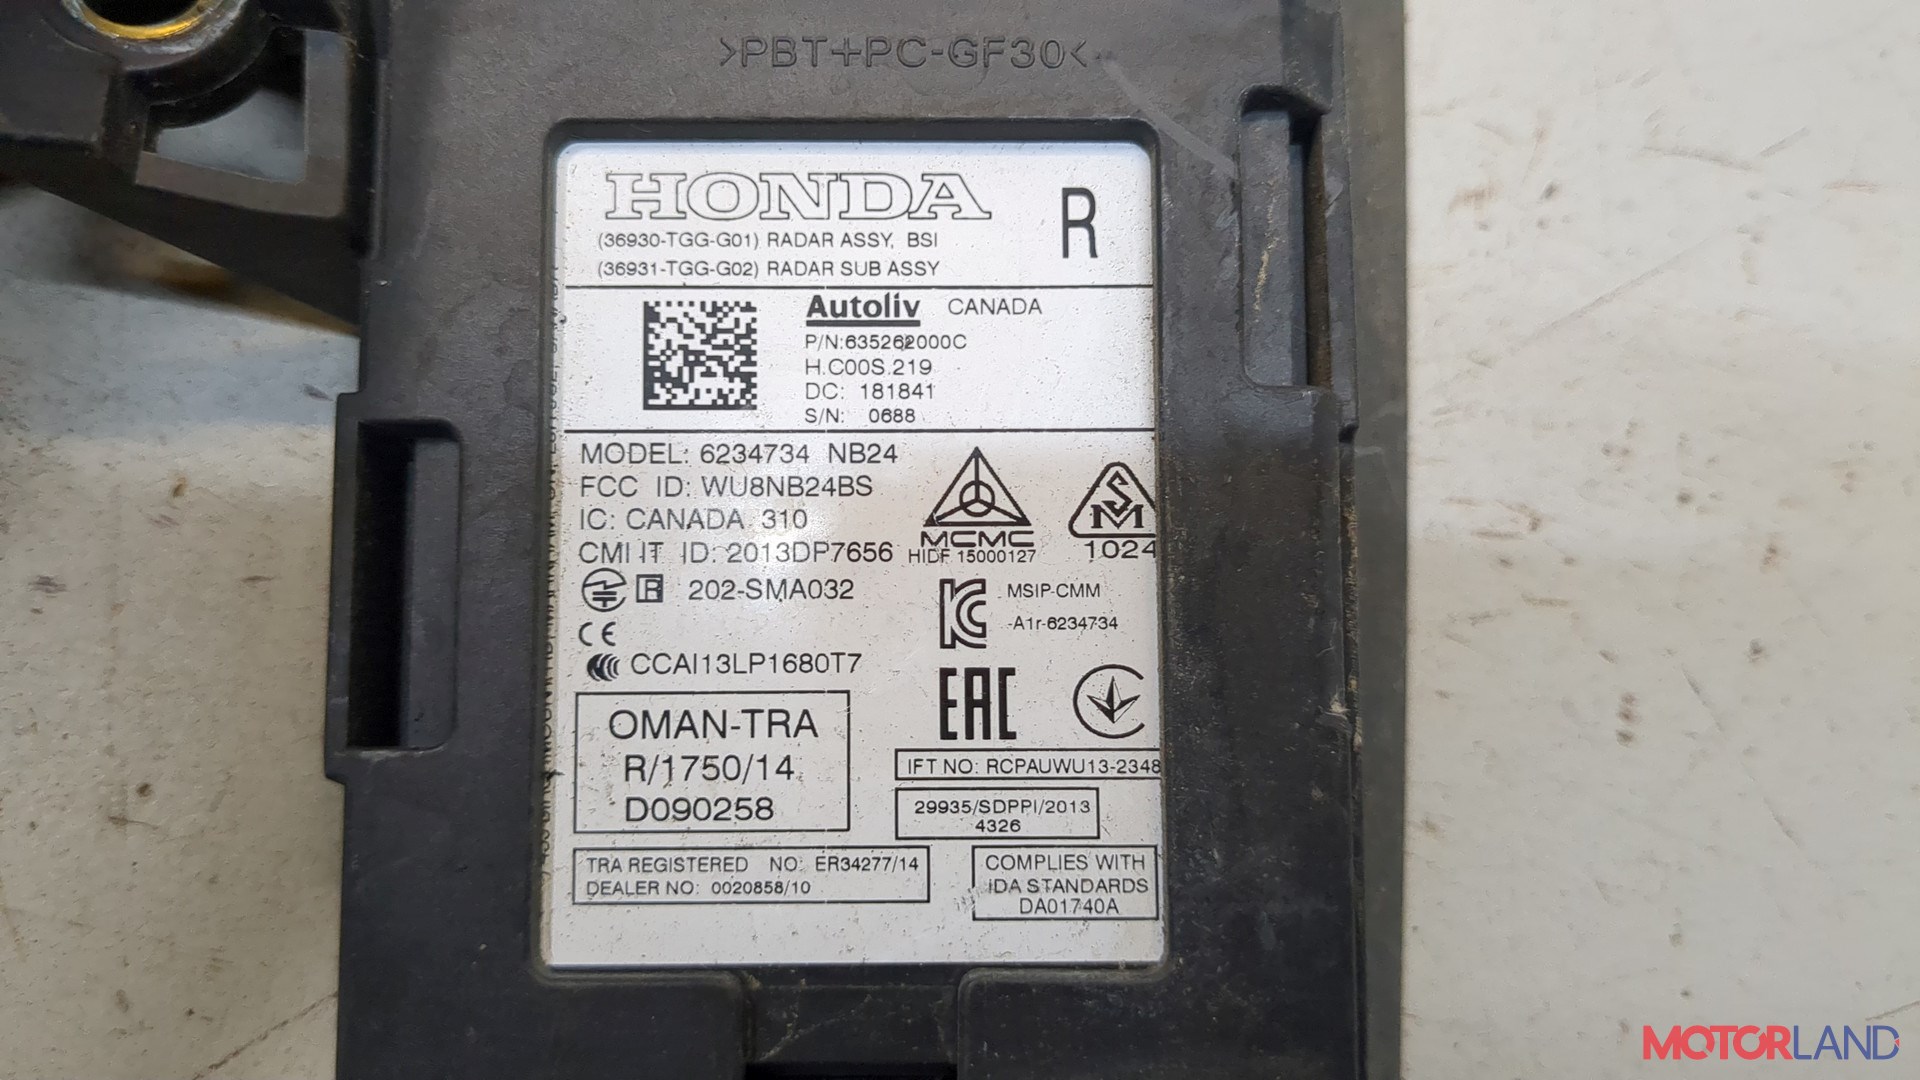 >PBT+PC-GF30<
HONDA
R
(36930-TGG-G01) RADAR ASSY, BSI
(36931-TGG-G02) RADAR SUB ASSY
Autoliv CANADA
P/N:635262000C
H.C00S.219
DC: 181841
S/N: 0688
MODEL: 6234734 NB24
FCC ID: WU8NB24BS
IC: CANADA 310
CMIIT ID: 2013DP7656
MCMC
HIDF 15000127
SM
1024
R 202-SMA032
MSIP-CMM
-A1r-6234734
KC
CE
CCAI13LP1680T7
EAC
OMAN-TRA
R/1750/14
D090258
IFT NO: RCPAUWU13-2348
29935/SDPPI/2013
4326
TRA REGISTERED NO: ER34277/14
DEALER NO: 0020858/10
COMPLIES WITH
IDA STANDARDS
DA01740A
MOTORLAND